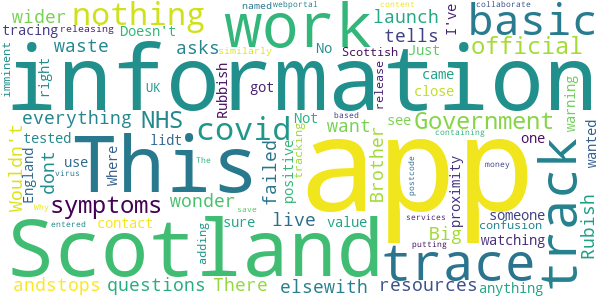 named webportal content collaborate
wider nothing work launch I've basic
tracing releasing Doesn't similarly No Scottish tells
imminent waste asks Just release official
right UK Rubbish got
information
everything NHS covid Not came close Government warning
Wouldn't tested lidt want see one
England use Where This tracking based app wanted
dont failed positive Brother containing track
virus wonder The proximity money
symptoms trace someone postcode Rubish
Why contact sure live value Big services confusion
entered save adding watching
Scotland
andstops questions There elsewith resources putting anything